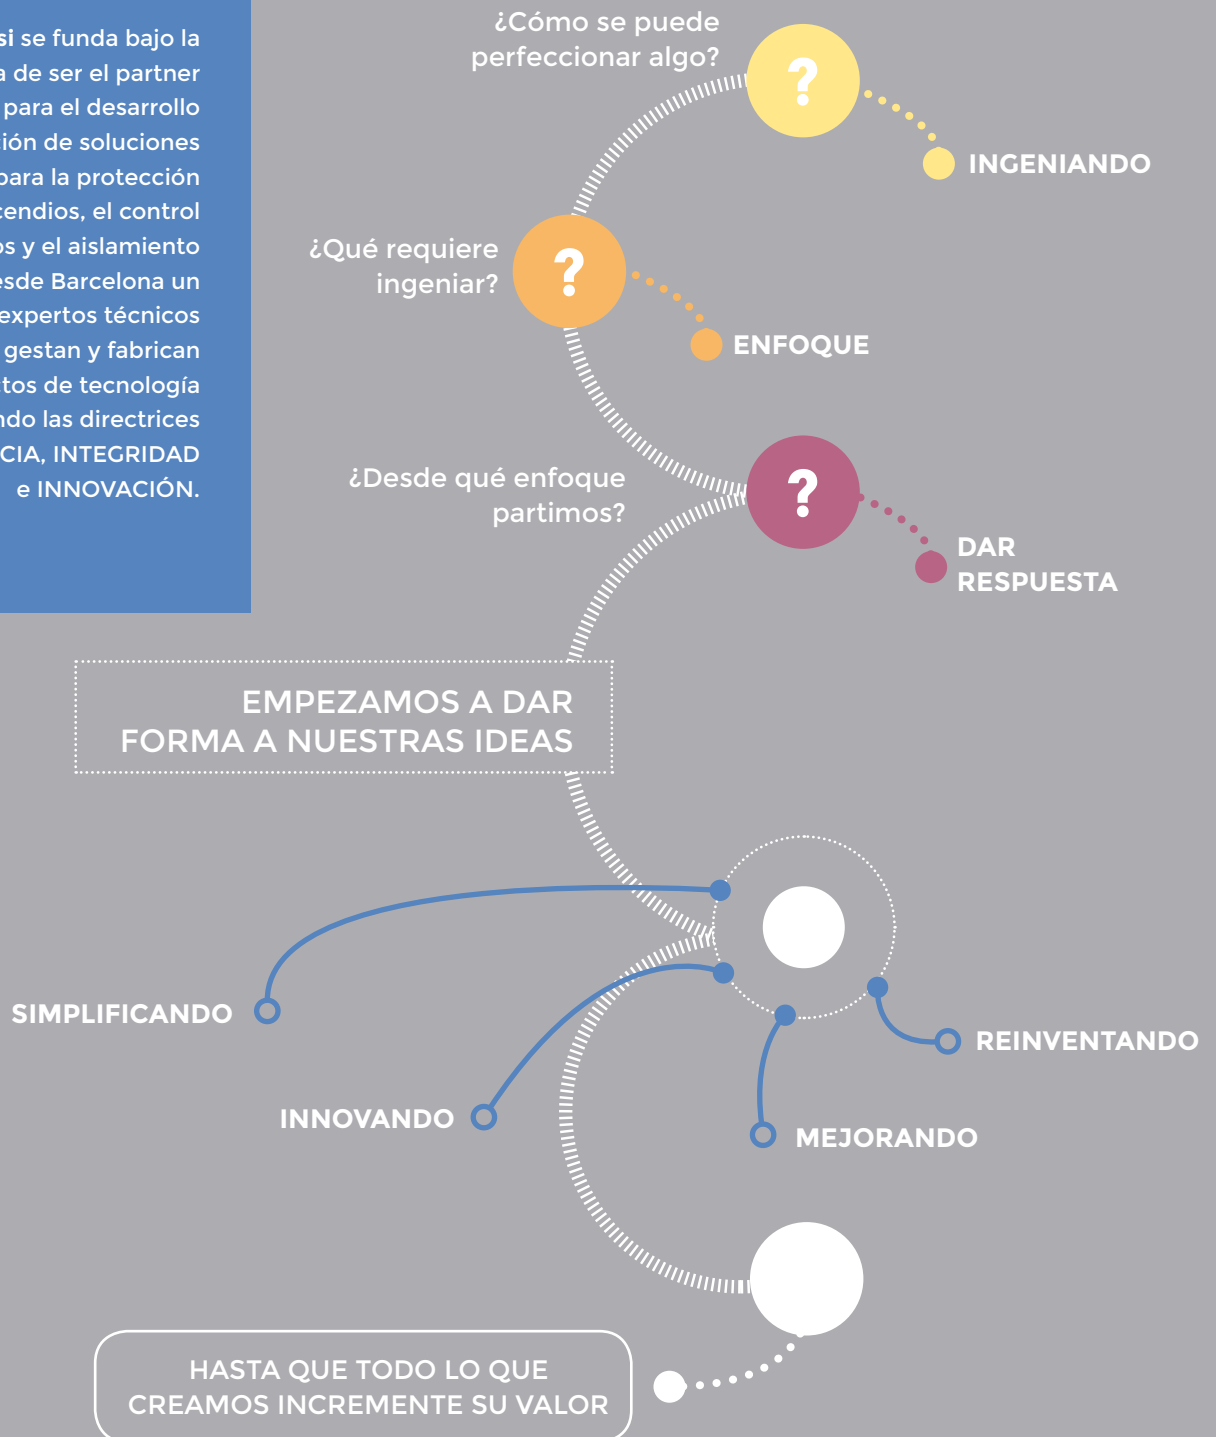 si se funda bajo la
a de ser el partner
para el desarrollo
ción de soluciones
para la protección
cendios, el control
os y el aislamiento
esde Barcelona un
expertos técnicos
gestan y fabrican
ctos de tecnología
ndo las directrices
CIA, INTEGRIDAD
e INNOVACIÓN.
¿Cómo se puede
perfeccionar algo?
?
INGENIANDO
¿Qué requiere
ingeniar?
?
ENFOQUE
¿Desde qué enfoque
partimos?
?
DAR
RESPUESTA
EMPEZAMOS A DAR
FORMA A NUESTRAS IDEAS
SIMPLIFICANDO
REINVENTANDO
INNOVANDO
MEJORANDO
HASTA QUE TODO LO QUE
CREAMOS INCREMENTE SU VALOR